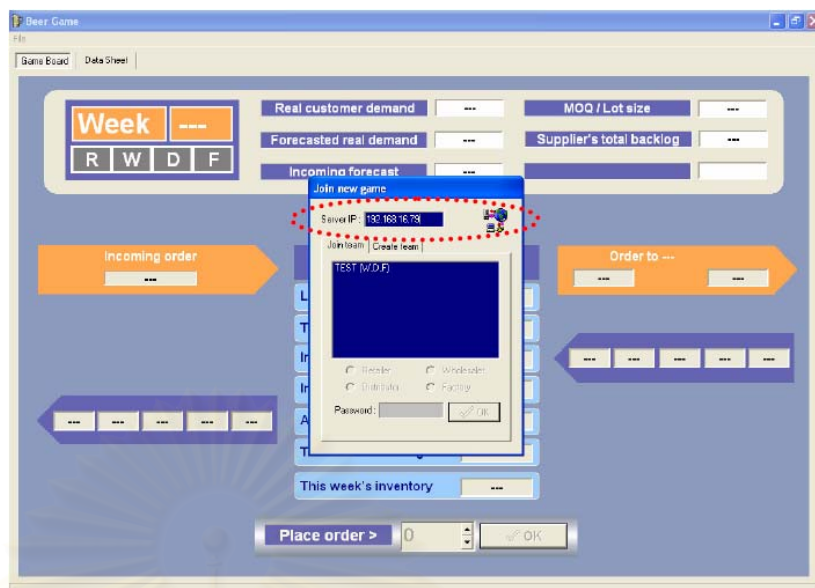 Beer Game
File
Game Board Data Sheet
Week ---
R W D F
Real customer demand ---
Forecasted real demand ---
Incoming forecast ---
MOQ / Lot size ---
Supplier's total backlog ---
Join new game
Server IP: 192.168.16.79
Join team Create team
TEST (W,D,F)
Retailer Wholesaler
Distributor Factory
Password: OK
Incoming order
---
Order to ---
--- ---
L
T
In
In
A
T
--- --- --- --- ---
--- --- --- --- ---
This week's inventory ---
Place order > 0 OK